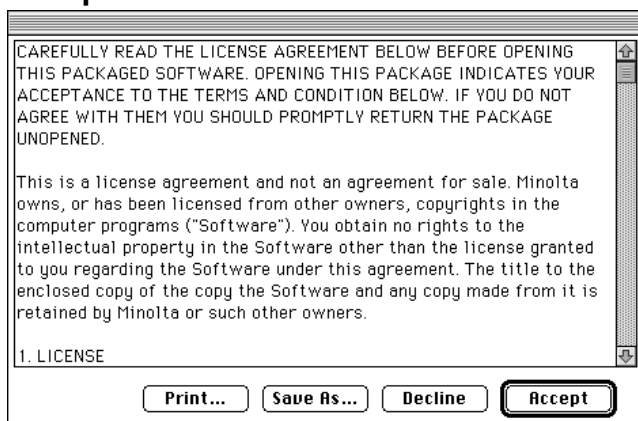 CAREFULLY READ THE LICENSE AGREEMENT BELOW BEFORE OPENING
THIS PACKAGED SOFTWARE. OPENING THIS PACKAGE INDICATES YOUR
ACCEPTANCE TO THE TERMS AND CONDITION BELOW. IF YOU DO NOT
AGREE WITH THEM YOU SHOULD PROMPTLY RETURN THE PACKAGE
UNOPENED.
This is a license agreement and not an agreement for sale. Minolta
owns, or has been licensed from other owners, copyrights in the
computer programs ("Software"). You obtain no rights to the
intellectual property in the Software other than the license granted
to you regarding the Software under this agreement. The title to the
enclosed copy of the copy the Software and any copy made from it is
retained by Minolta or such other owners.
1. LICENSE
Print... Save As... Decline Accept